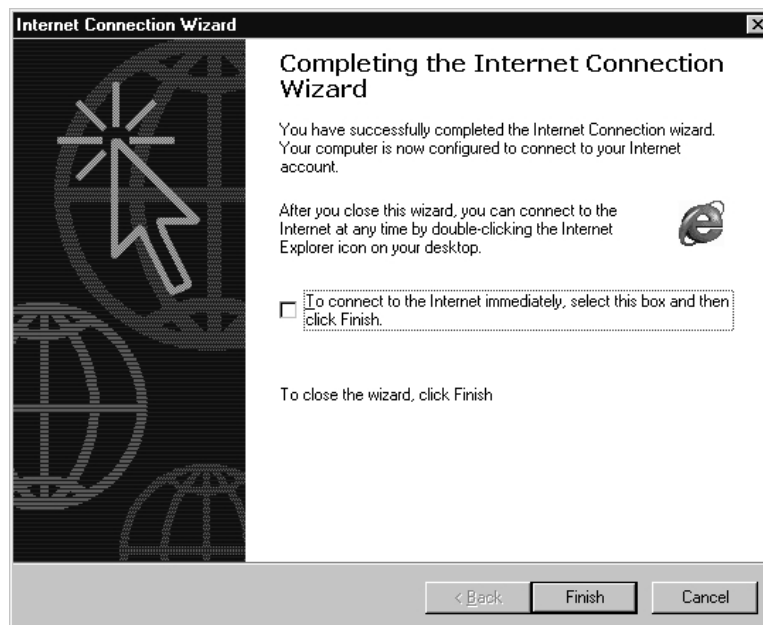 Internet Connection Wizard
Completing the Internet Connection
Wizard
You have successfully completed the Internet Connection wizard.
Your computer is now configured to connect to your Internet
account.
After you close this wizard, you can connect to the
Internet at any time by double-clicking the Internet
Explorer icon on your desktop.
To connect to the Internet immediately, select this box and then
click Finish.
To close the wizard, click Finish
< Back
Finish
Cancel